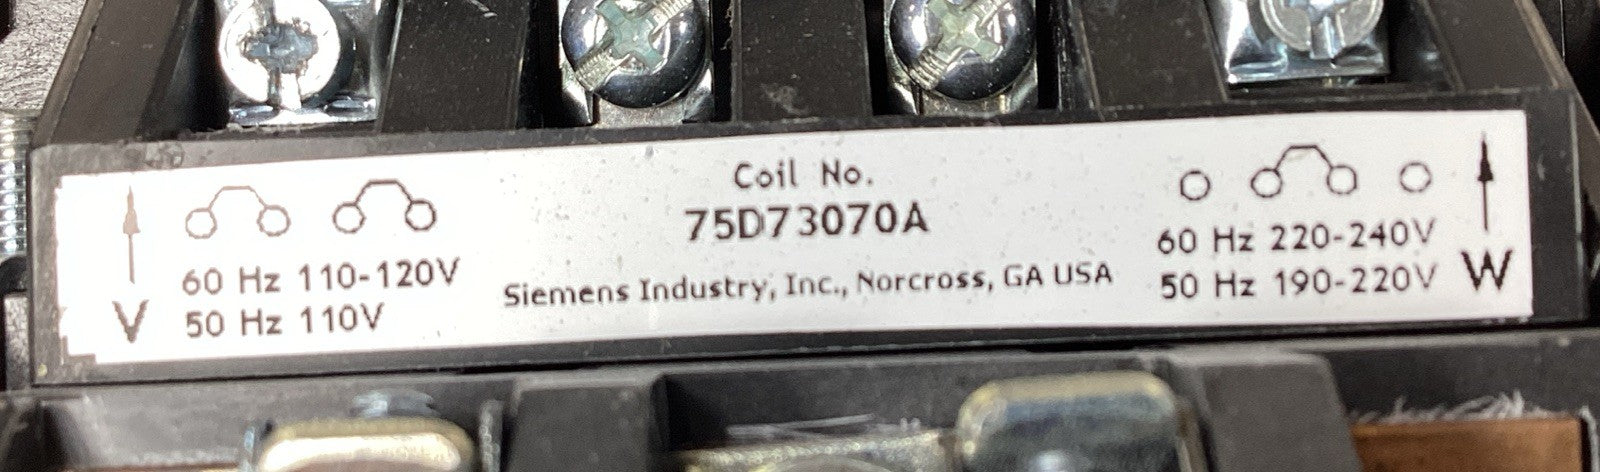 V
60 Hz 110-120V
50 Hz 110V
Coil No.
75D73070A
Siemens Industry, Inc., Norcross, GA USA
60 Hz 220-240V
50 Hz 190-220V
W